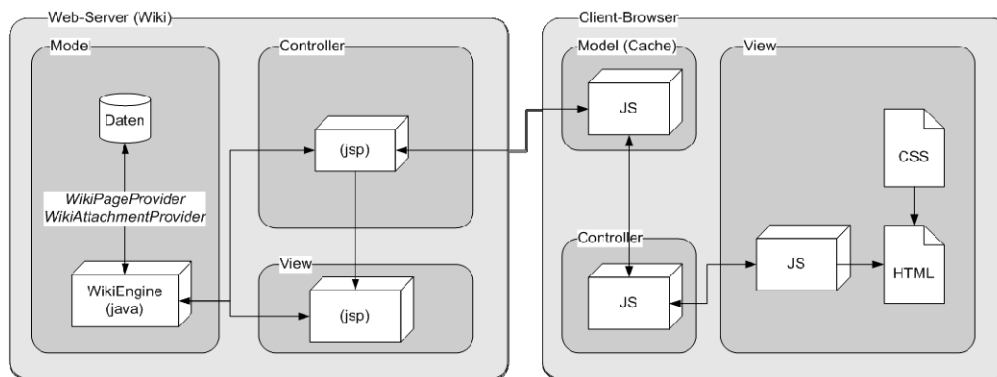 Web-Server (Wiki)
Model
Daten
WikiPageProvider
WikiAttachmentProvider
WikiEngine
(java)
Controller
(jsp)
View
(jsp)
Client-Browser
Model (Cache)
JS
Controller
JS
View
JS
CSS
HTML